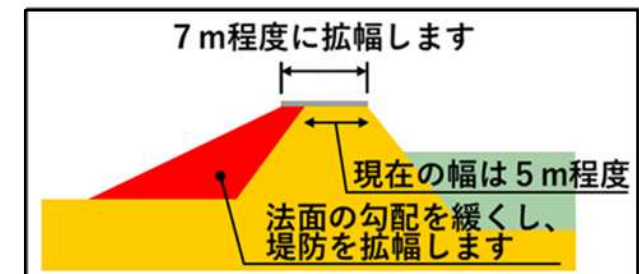 7m程度に拡幅します
現在の幅は5m程度
法面の勾配を緩くし、
堤防を拡幅します